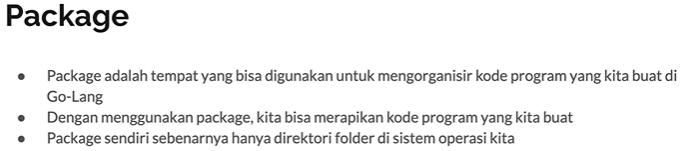 Package
● Package adalah tempat yang bisa digunakan untuk mengorganisir kode program yang kita buat di
Go-Lang
● Dengan menggunakan package, kita bisa merapikan kode program yang kita buat
● Package sendiri sebenarnya hanya direktori folder di sistem operasi kita